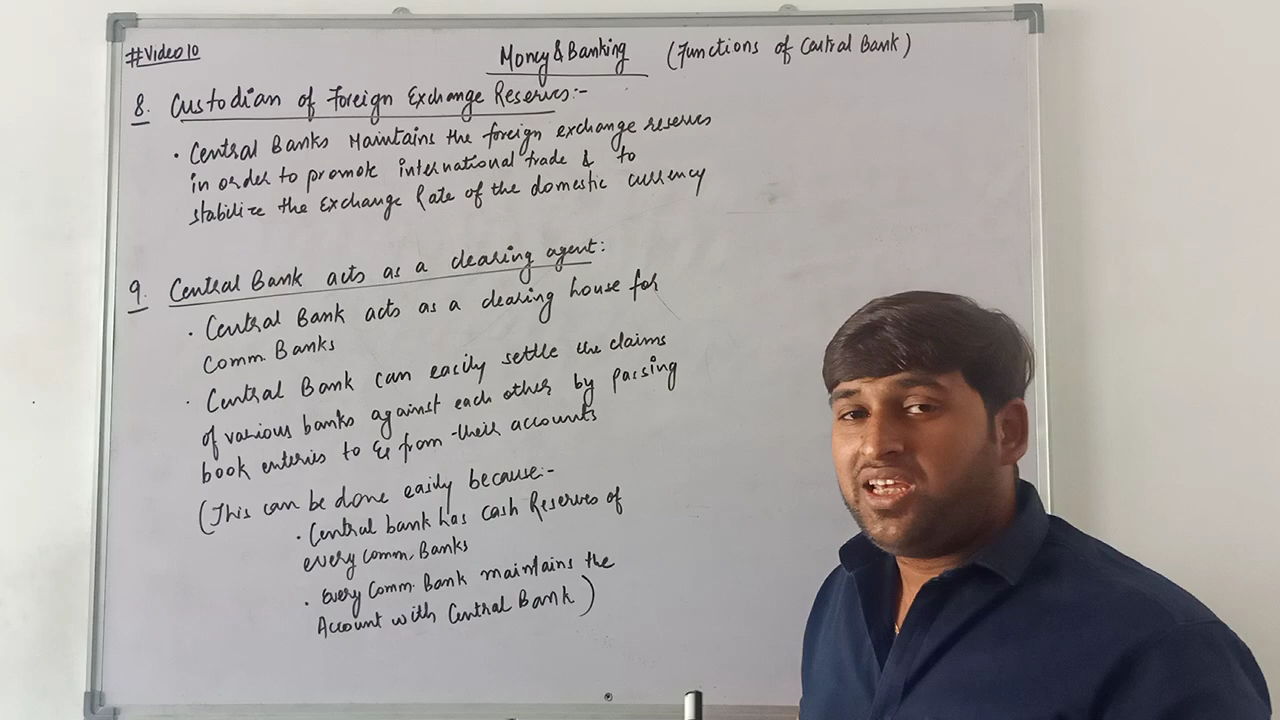 #Video10
Money & Banking (Functions of Central Bank)
8. Custodian of Foreign Exchange Reserves:-
· Central Banks Maintains the foreign exchange reserves
in order to promote international trade & to
stabilize the Exchange Rate of the domestic currency
9. Central Bank acts as a clearing agent:
· Central Bank acts as a clearing house for
Comm. Banks
· Central Bank can easily settle the claims
of various banks against each other by passing
book enteries to & from their accounts
(This can be done easily because:-
· Central bank has cash Reserves of
every comm. Banks
· every Comm. Bank maintains the
Account with Central Bank)